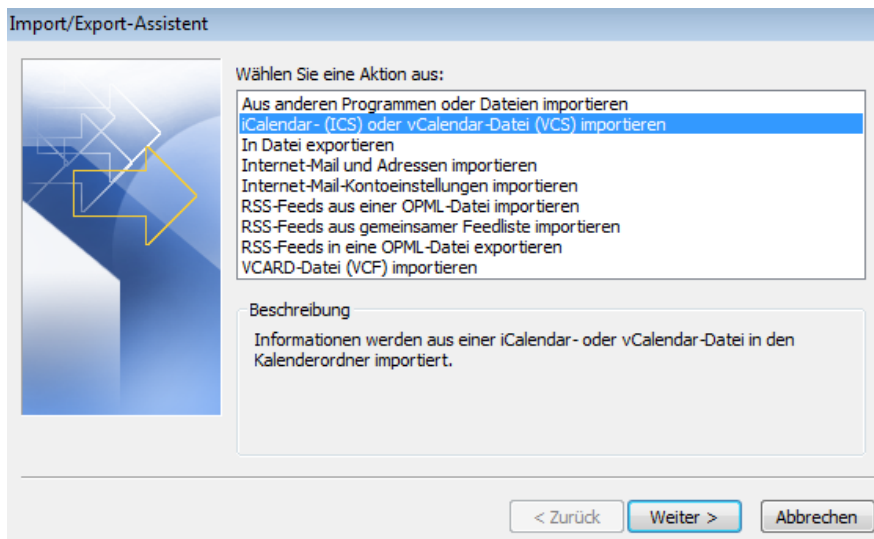 Import/Export-Assistent
Wählen Sie eine Aktion aus:
Aus anderen Programmen oder Dateien importieren
iCalendar- (ICS) oder vCalendar-Datei (VCS) importieren
In Datei exportieren
Internet-Mail und Adressen importieren
Internet-Mail-Kontoeinstellungen importieren
RSS-Feeds aus einer OPML-Datei importieren
RSS-Feeds aus gemeinsamer Feedliste importieren
RSS-Feeds in eine OPML-Datei exportieren
VCARD-Datei (VCF) importieren
Beschreibung
Informationen werden aus einer iCalendar- oder vCalendar-Datei in den
Kalenderordner importiert.
< Zurück Weiter > Abbrechen